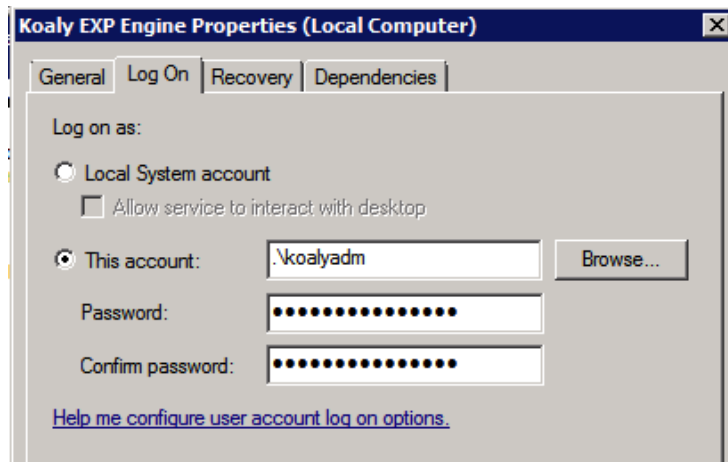 Koaly EXP Engine Properties (Local Computer)
General Log On Recovery Dependencies
Log on as:
Local System account
Allow service to interact with desktop
This account: .\koalyadm Browse...
Password: ●●●●●●●●●●●●●●●
Confirm password: ●●●●●●●●●●●●●●●
Help me configure user account log on options.